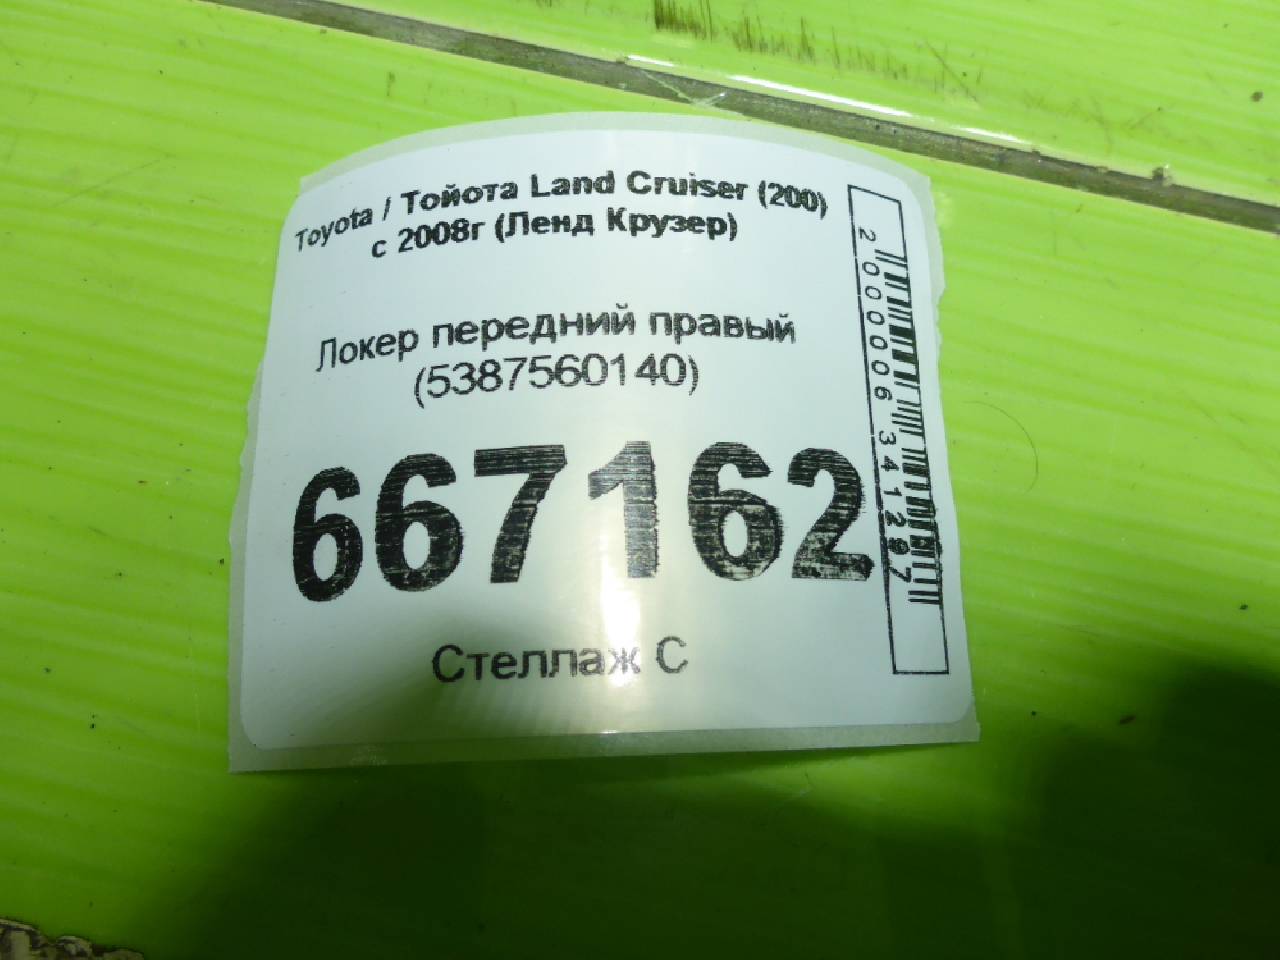 Toyota / Тойота Land Cruiser (200)
с 2008г (Ленд Крузер)
Локер передний правый
(5387560140)
667162
Стеллаж С
2000006341297